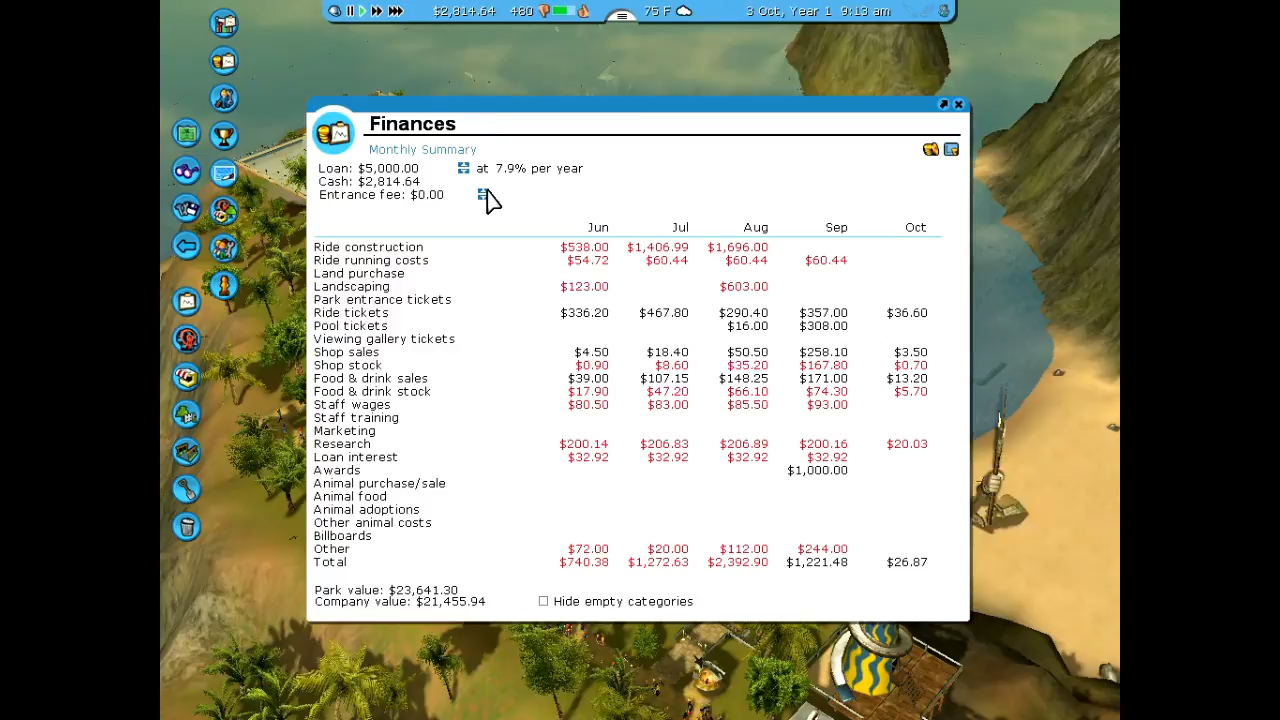 $2,814.64 480 75 F 3 Oct, Year 1 9:13 am
Finances
Monthly Summary
Loan: $5,000.00 at 7.9% per year
Cash: $2,814.64
Entrance fee: $0.00
Jun Jul Aug Sep Oct
Ride construction $538.00 $1,406.99 $1,696.00
Ride running costs $54.72 $60.44 $60.44 $60.44
Land purchase
Landscaping $123.00 $603.00
Park entrance tickets
Ride tickets $336.20 $467.80 $290.40 $357.00 $36.60
Pool tickets $16.00 $308.00
Viewing gallery tickets
Shop sales $4.50 $18.40 $50.50 $258.10 $3.50
Shop stock $0.90 $8.60 $35.20 $167.80 $0.70
Food & drink sales $39.00 $107.15 $148.25 $171.00 $13.20
Food & drink stock $17.90 $47.20 $66.10 $74.30 $5.70
Staff wages $80.50 $83.00 $85.50 $93.00
Staff training
Marketing
Research $200.14 $206.83 $206.89 $200.16 $20.03
Loan interest $32.92 $32.92 $32.92 $32.92
Awards $1,000.00
Animal purchase/sale
Animal food
Animal adoptions
Other animal costs
Billboards
Other $72.00 $20.00 $112.00 $244.00
Total $740.38 $1,272.63 $2,392.90 $1,221.48 $26.87
Park value: $23,641.30
Company value: $21,455.94 Hide empty categories